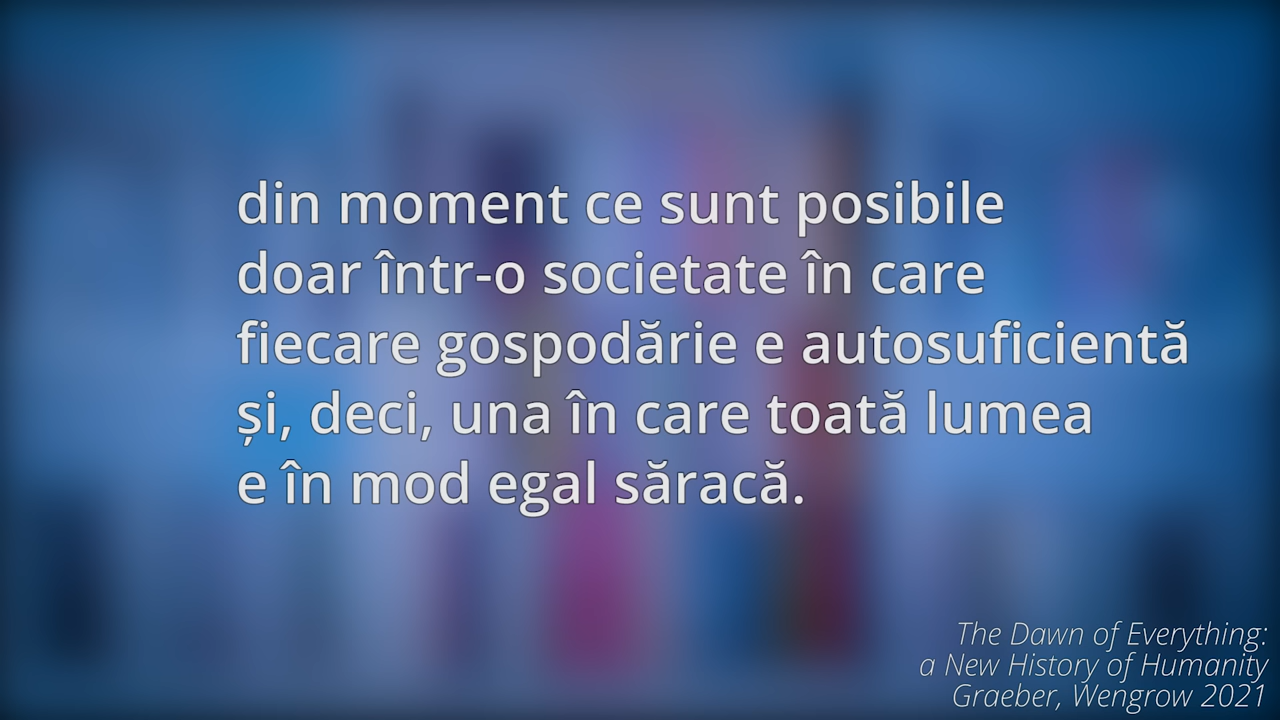 din moment ce sunt posibile
doar într-o societate în care
fiecare gospodărie e autosuficientă
și, deci, una în care toată lumea
e în mod egal săracă.
The Dawn of Everything:
a New History of Humanity
Graeber, Wengrow 2021